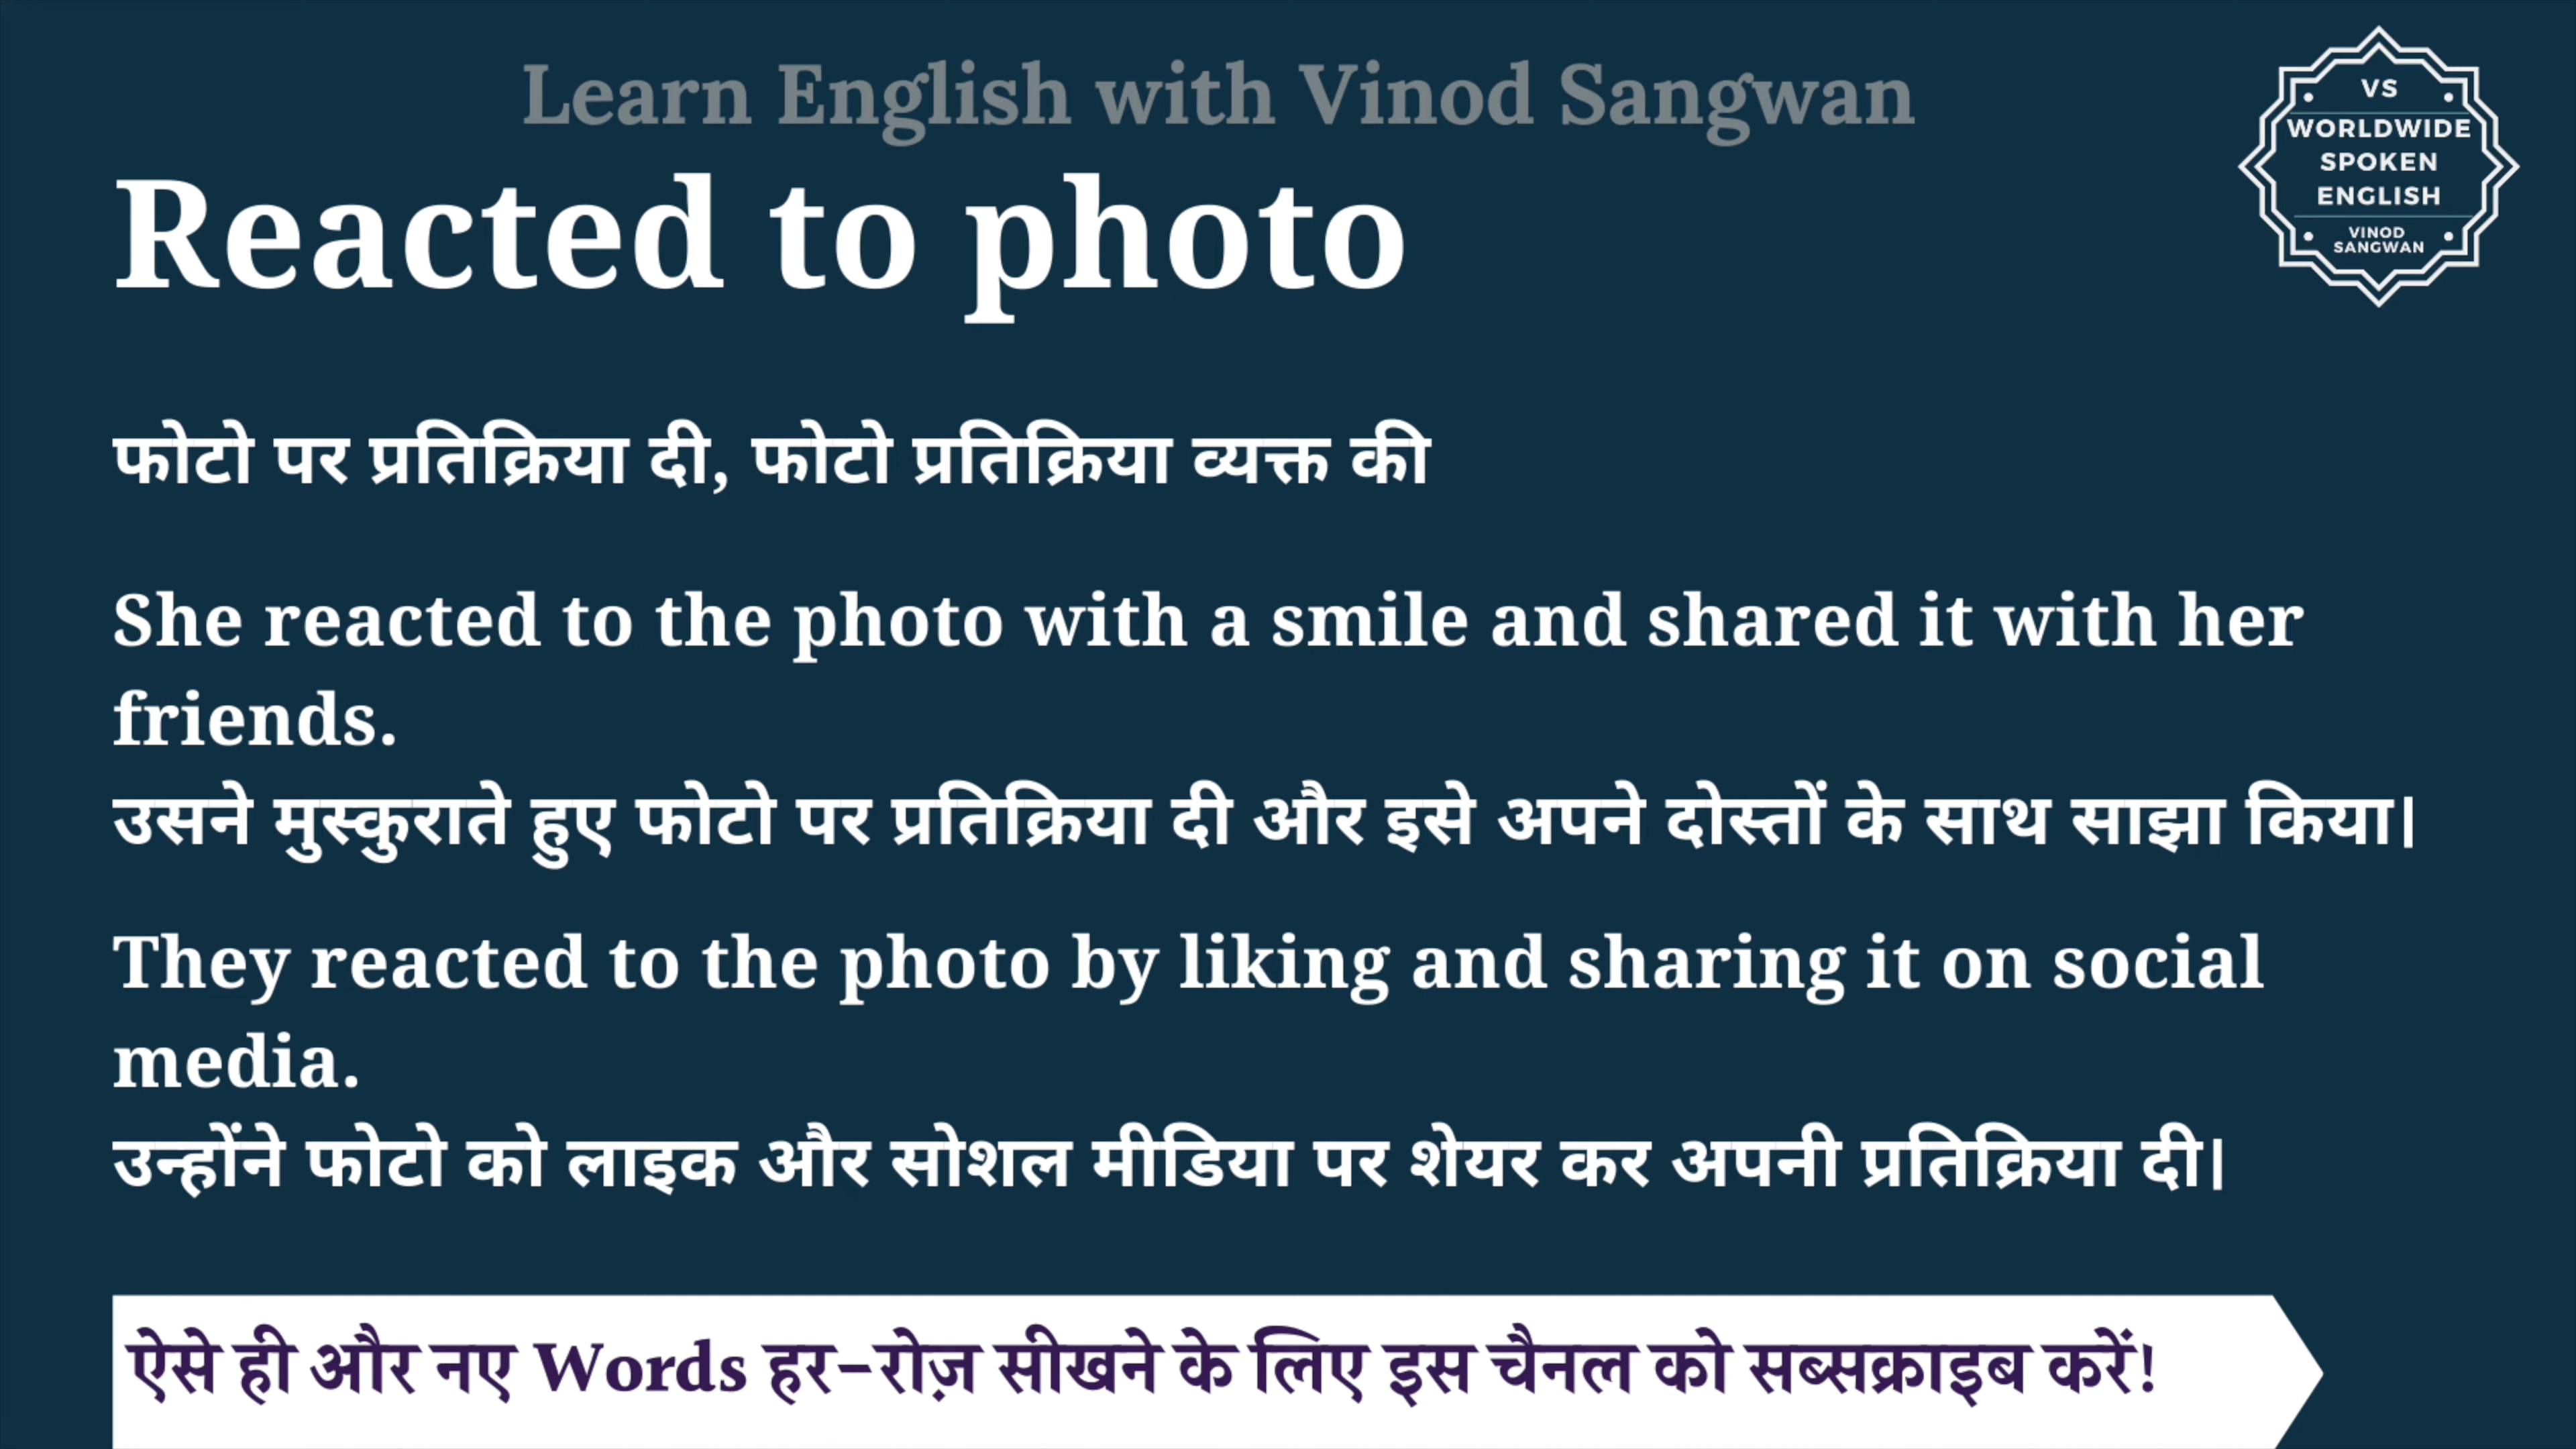 Learn English with Vinod Sangwan
VS
WORLDWIDE
SPOKEN
ENGLISH
VINOD
SANGWAN
Reacted to photo
फोटो पर प्रतिक्रिया दी, फोटो प्रतिक्रिया व्यक्त की
She reacted to the photo with a smile and shared it with her
friends.
उसने मुस्कुराते हुए फोटो पर प्रतिक्रिया दी और इसे अपने दोस्तों के साथ साझा किया।
They reacted to the photo by liking and sharing it on social
media.
उन्होंने फोटो को लाइक और सोशल मीडिया पर शेयर कर अपनी प्रतिक्रिया दी।
ऐसे ही और नए Words हर-रोज़ सीखने के लिए इस चैनल को सब्सक्राइब करें!